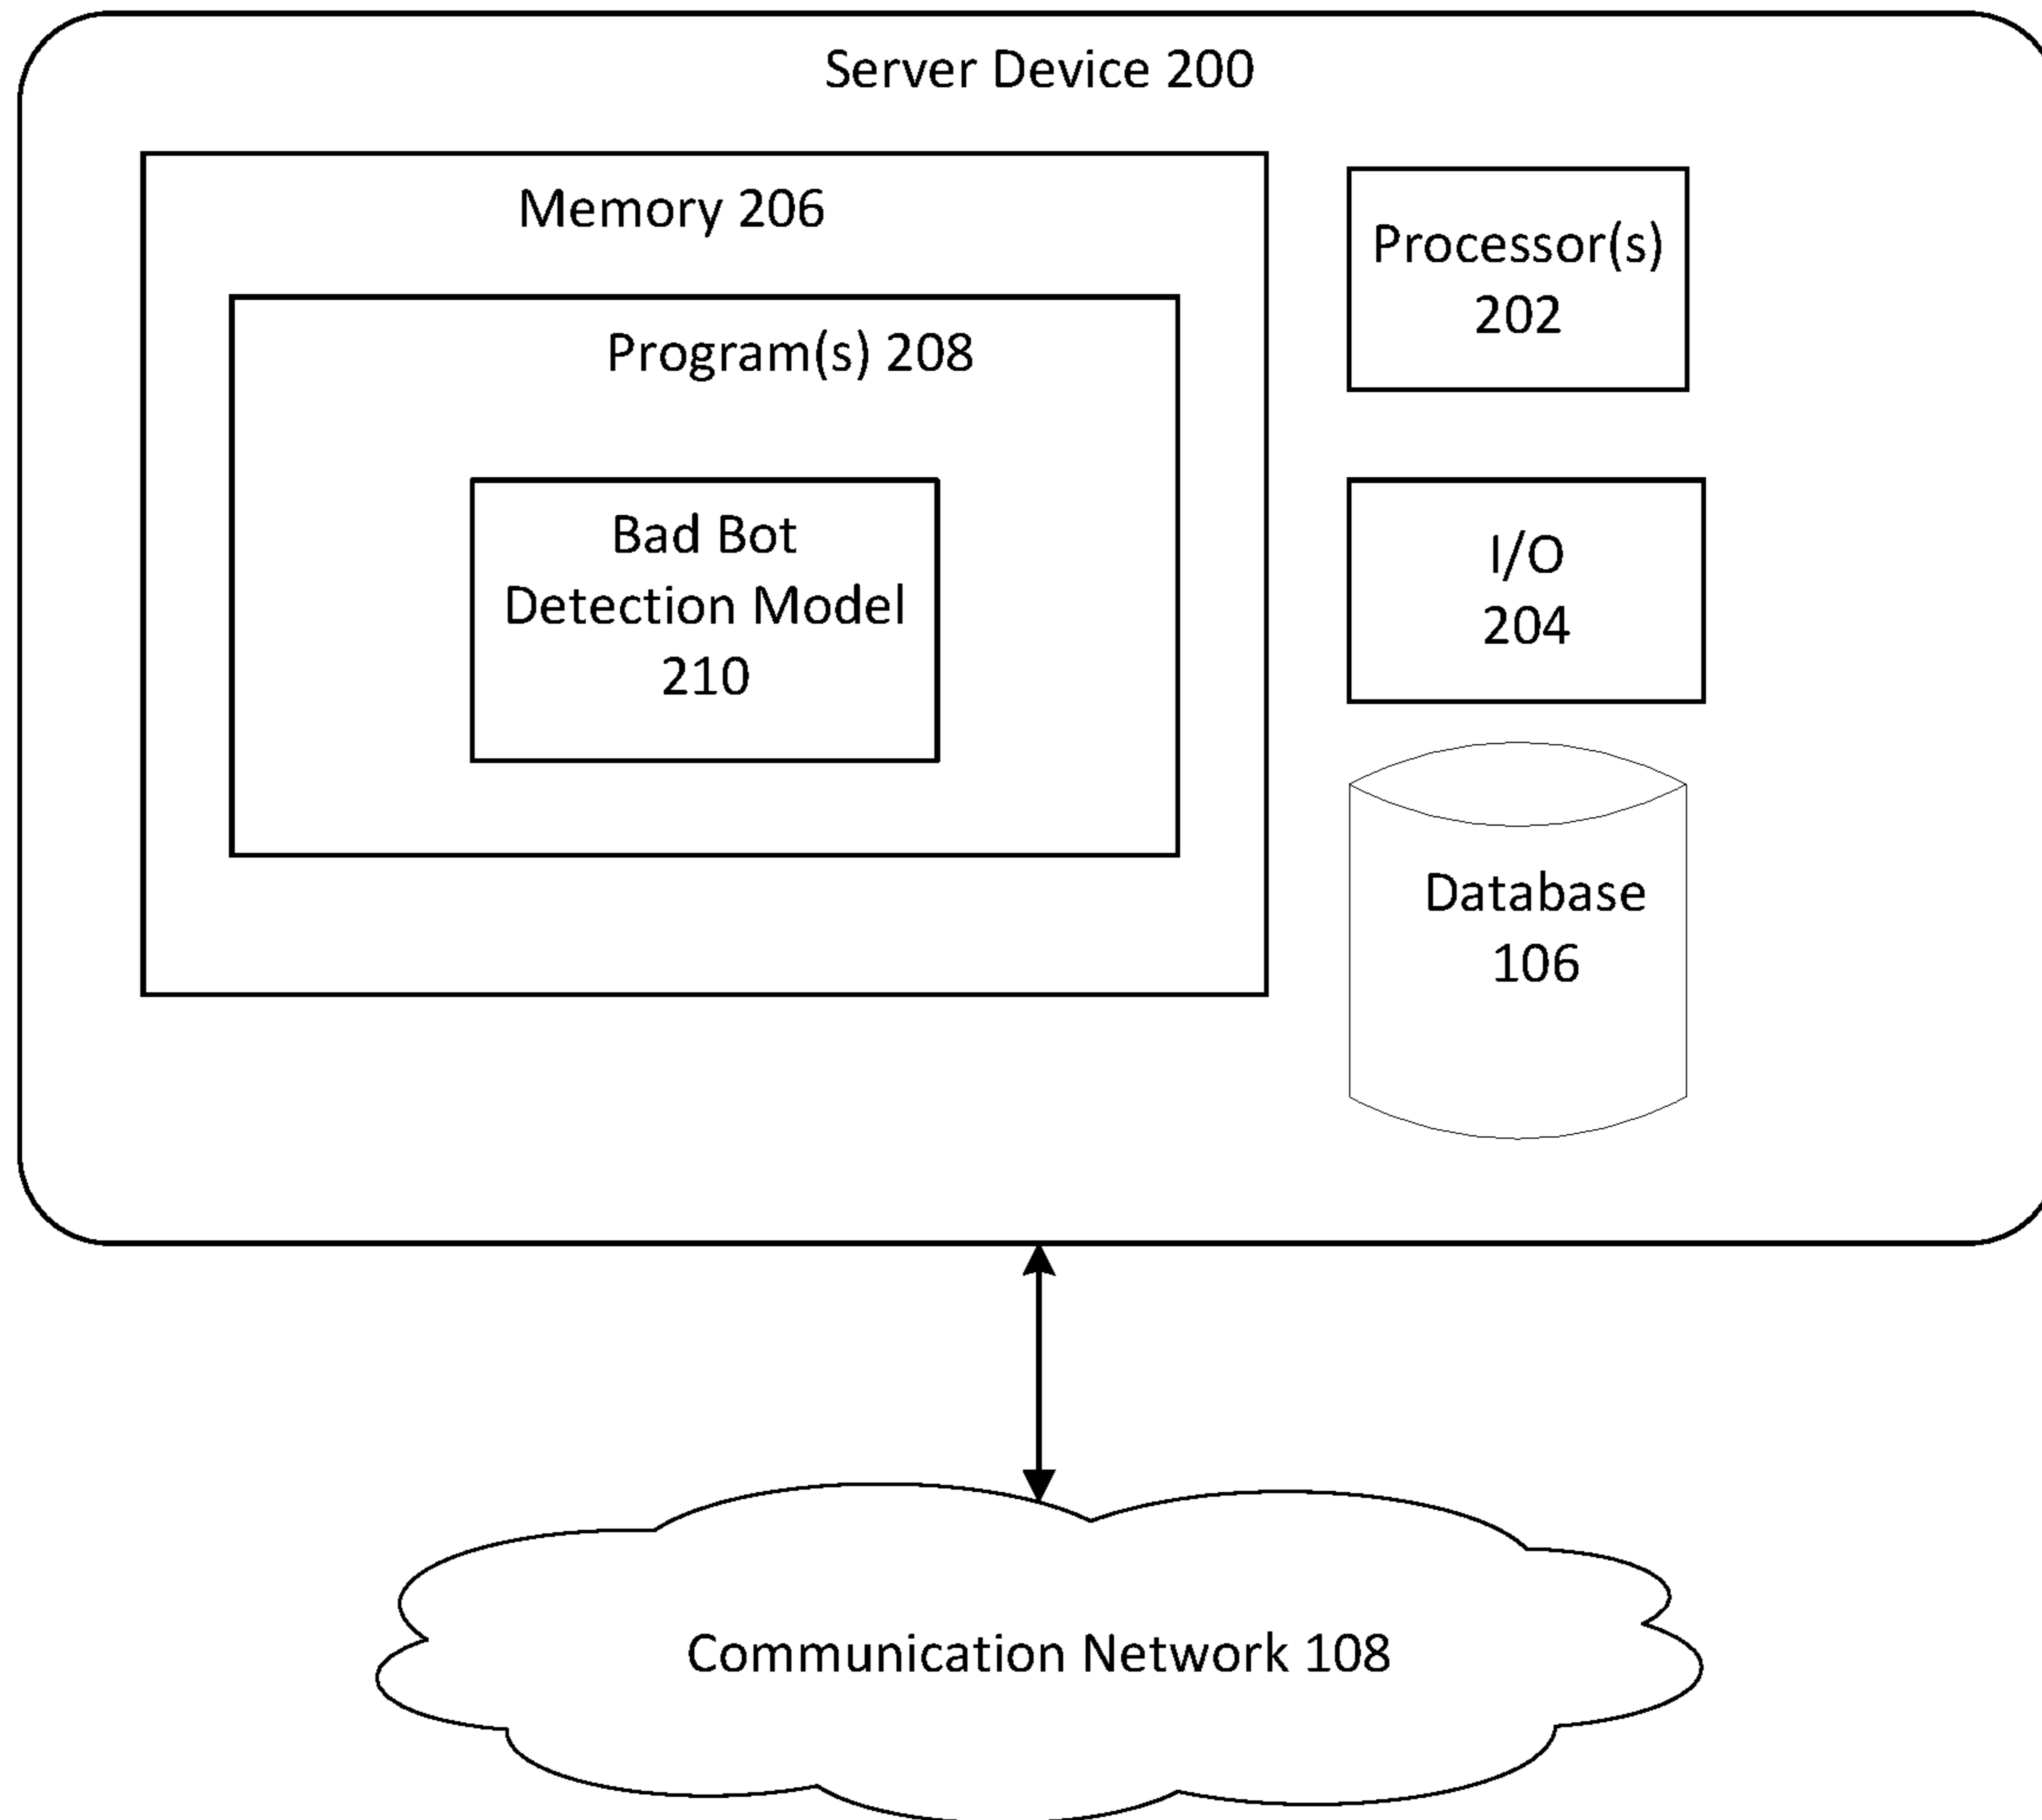 Server Device 200
Memory 206
Program(s) 208
Bad Bot
Detection Model
210
Processor(s)
202
I/O
204
Database
106
Communication Network 108